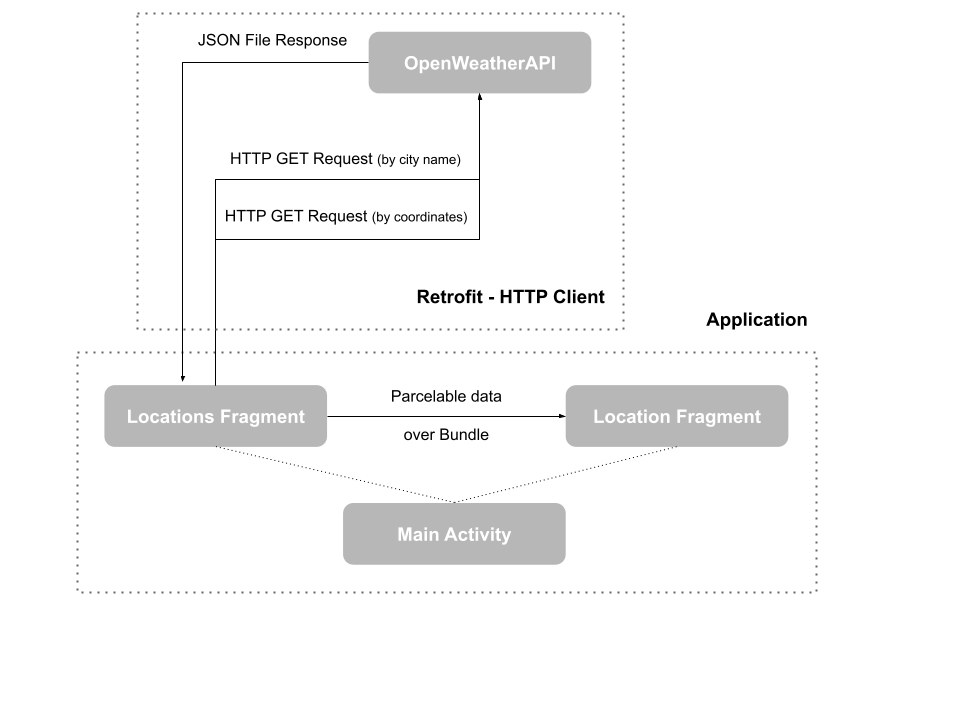 JSON File Response
OpenWeatherAPI
HTTP GET Request (by city name)
HTTP GET Request (by coordinates)
Retrofit - HTTP Client
Application
Locations Fragment
Parcelable data
over Bundle
Location Fragment
Main Activity